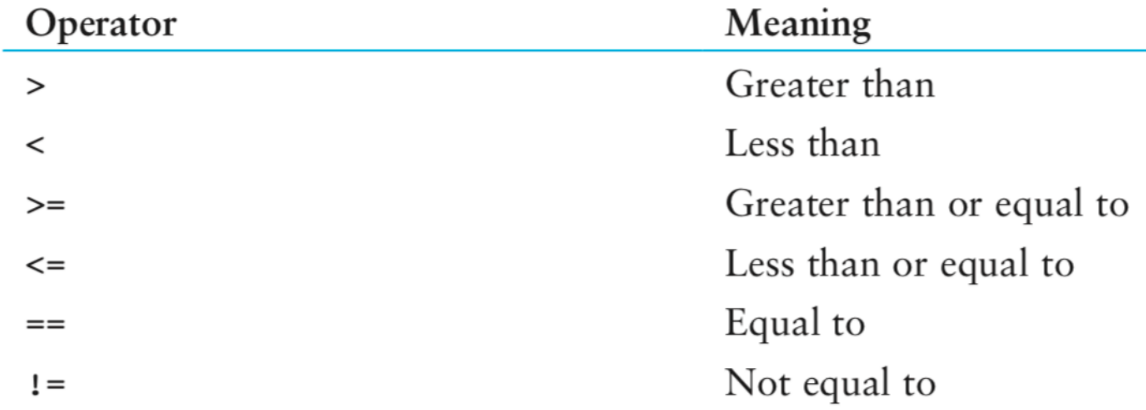 Operator Meaning
> Greater than
< Less than
>= Greater than or equal to
<= Less than or equal to
== Equal to
!= Not equal to